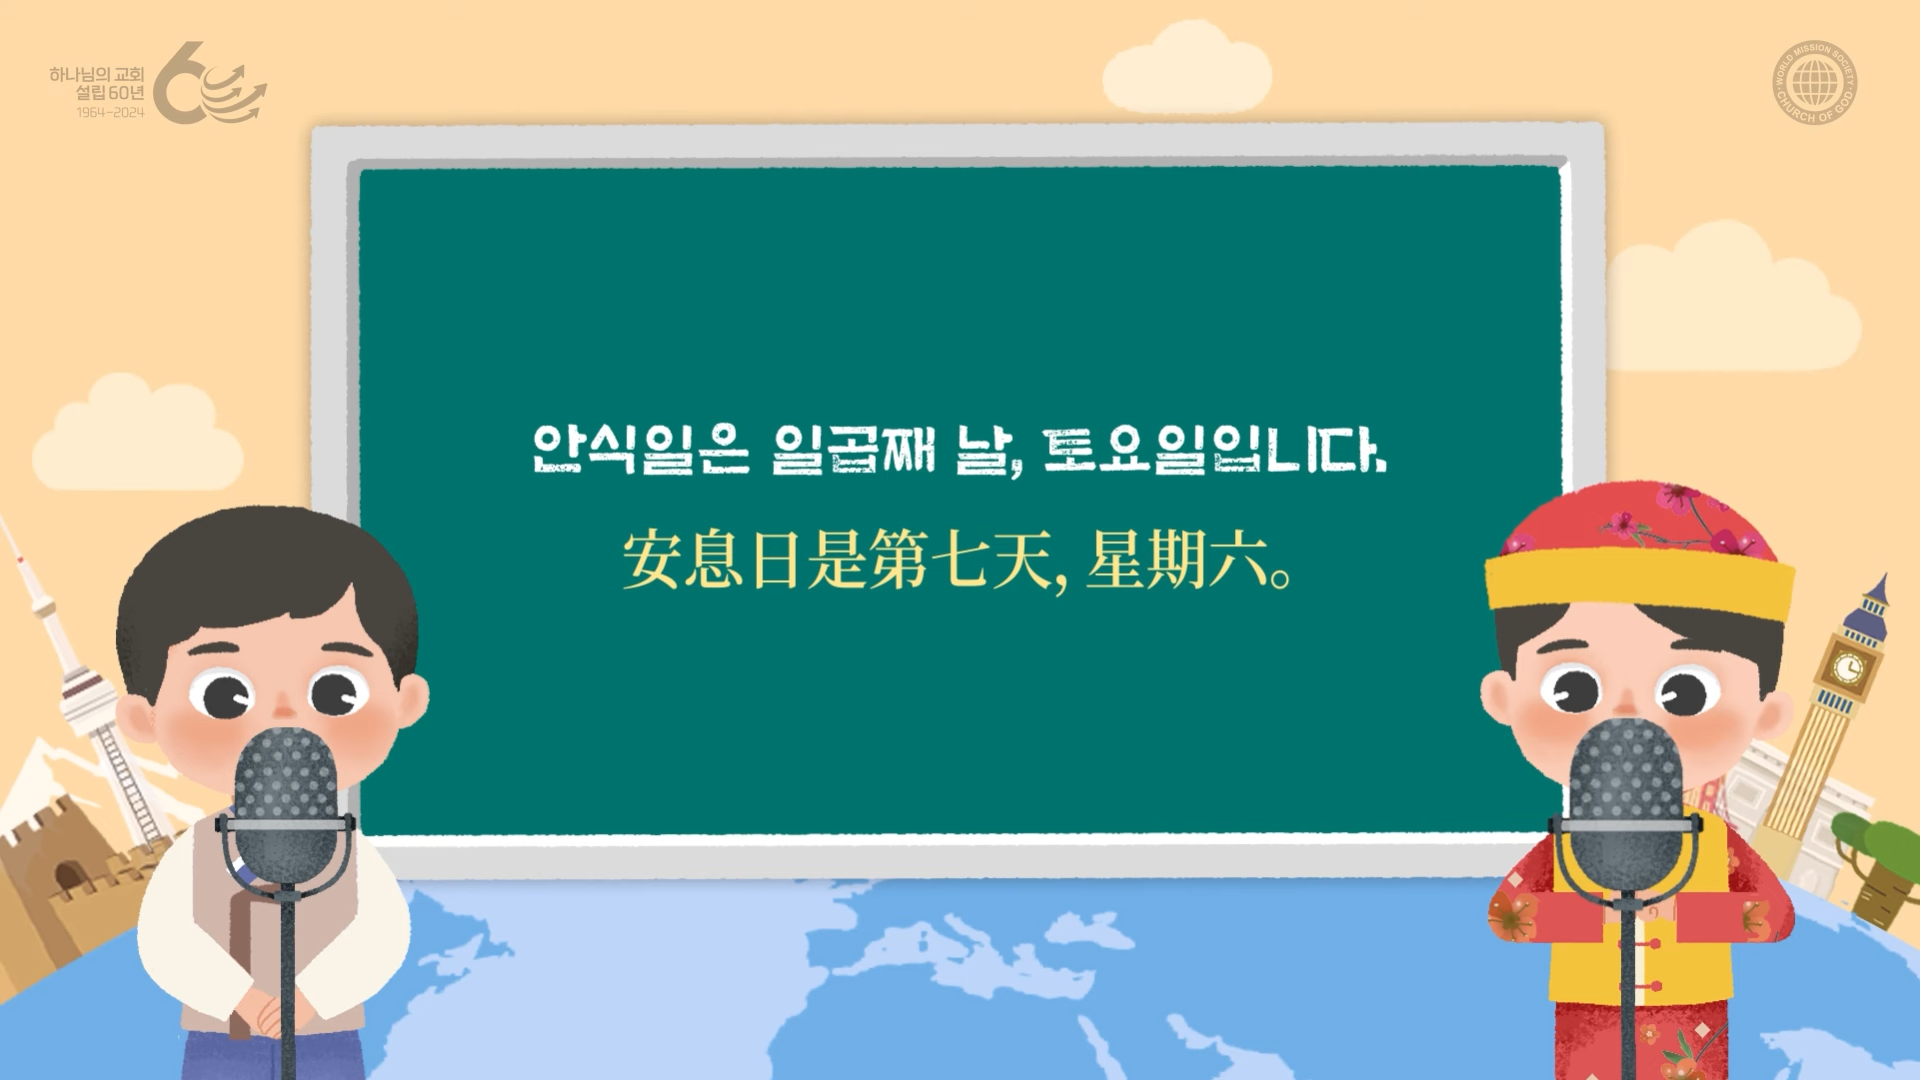 하나님의 교회
설립 60년
1964-2024
60
WORLD MISSION SOCIETY
CHURCH OF GOD
안식일은 일곱째 날, 토요일입니다.
安息日是第七天, 星期六。